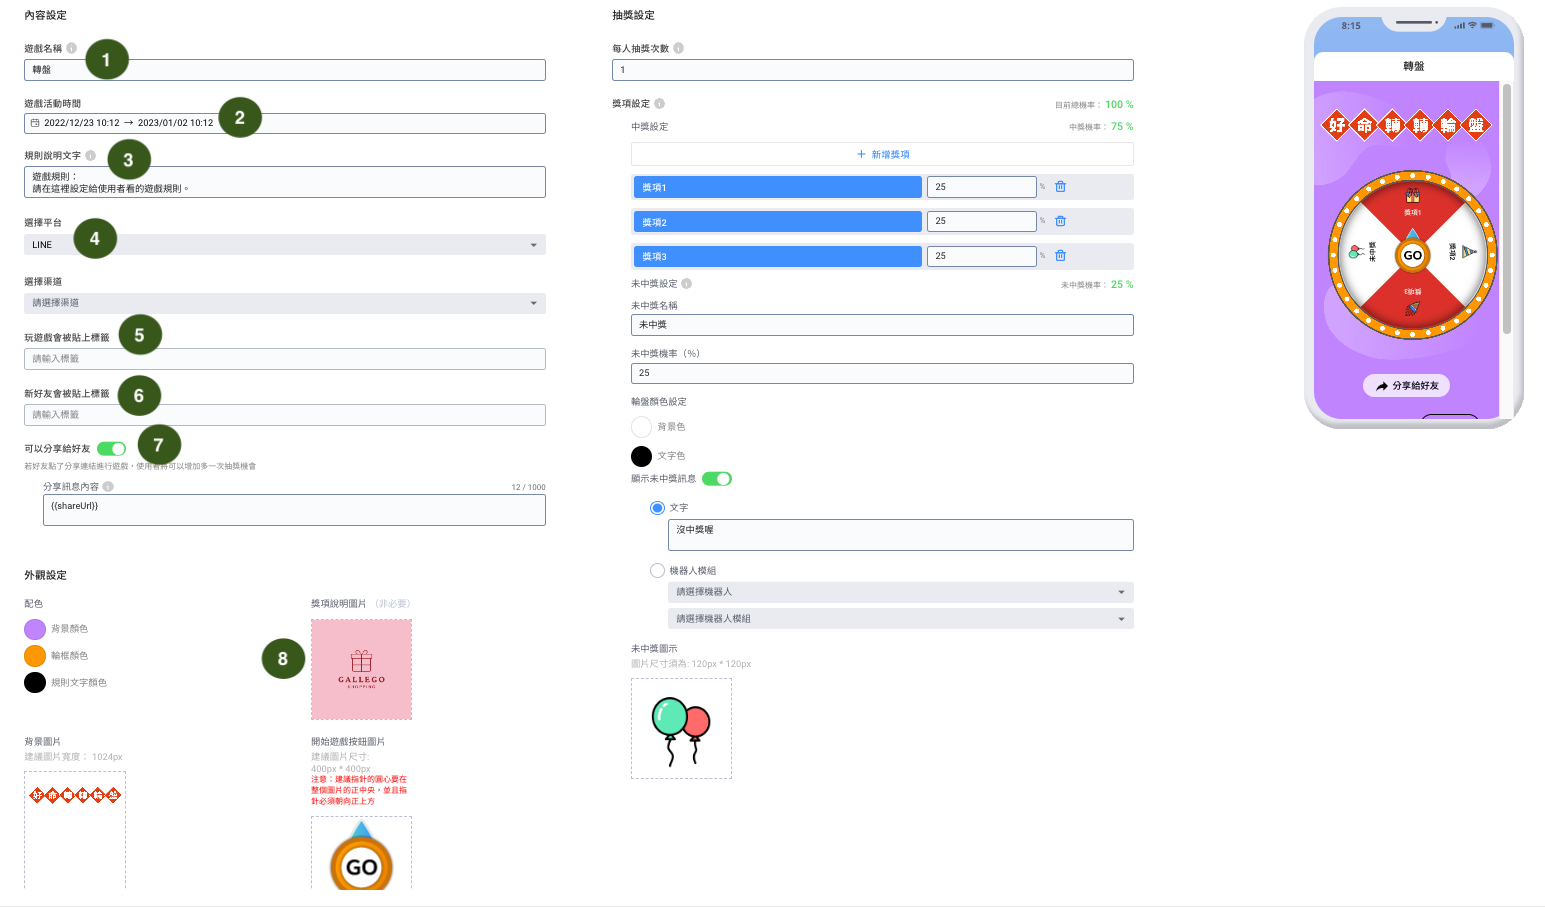 內容設定
遊戲名稱
1
轉盤
遊戲活動時間
2022/12/23 10:12 → 2023/01/02 10:12
2
規則說明文字
3
遊戲規則：
請在這裡設定給使用者看的遊戲規則。
選擇平台
4
LINE
選擇渠道
請選擇渠道
玩遊戲會被貼上標籤
5
請輸入標籤
新好友會被貼上標籤
6
請輸入標籤
可以分享給好友
7
若好友點了分享連結進行遊戲，使用者將可以增加多一次抽獎機會
分享訊息內容
12 / 1000
{{shareUrl}}
外觀設定
配色
背景顏色
輪框顏色
規則文字顏色
獎項說明圖片 （非必要）
8
GALLEGO
SHOPPING
背景圖片
建議圖片寬度： 1024px
好命轉轉輪盤
開始遊戲按鈕圖片
建議圖片尺寸:
400px * 400px
注意：建議指針的圓心要在
整個圖片的正中央，並且指
針必須朝向正上方
GO
抽獎設定
每人抽獎次數
1
獎項設定
目前總機率： 100 %
中獎設定
中獎機率： 75 %
+ 新增獎項
獎項1
25
%
獎項2
25
%
獎項3
25
%
未中獎設定
未中獎機率： 25 %
未中獎名稱
未中獎
未中獎機率（%）
25
輪盤顏色設定
背景色
文字色
顯示未中獎訊息
文字
沒中獎喔
機器人模組
請選擇機器人
請選擇機器人模組
未中獎圖示
圖片尺寸須為: 120px * 120px
8:15
轉盤
好命轉轉輪盤
獎項1
未中獎
GO
獎項2
獎項3
分享給好友